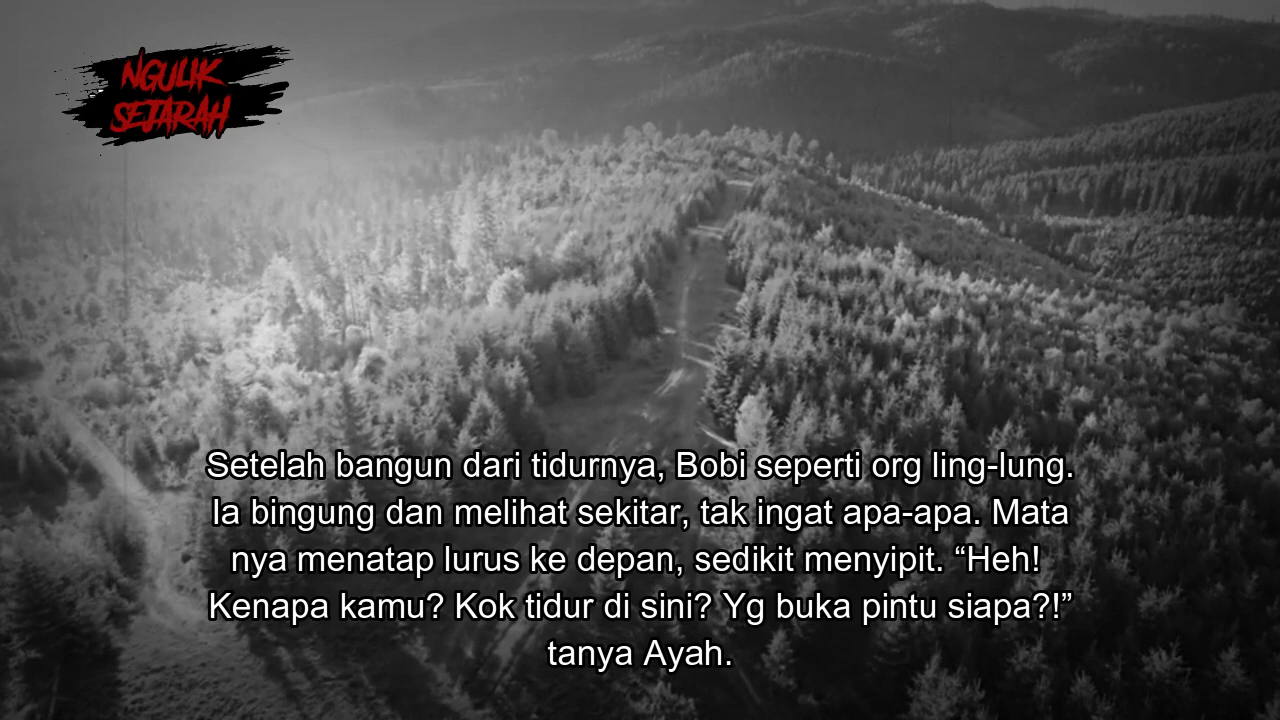 NGULIK
SEJARAH
Setelah bangun dari tidurnya, Bobi seperti org ling-lung.
Ia bingung dan melihat sekitar, tak ingat apa-apa. Mata
nya menatap lurus ke depan, sedikit menyipit. “Heh!
Kenapa kamu? Kok tidur di sini? Yg buka pintu siapa?!”
tanya Ayah.